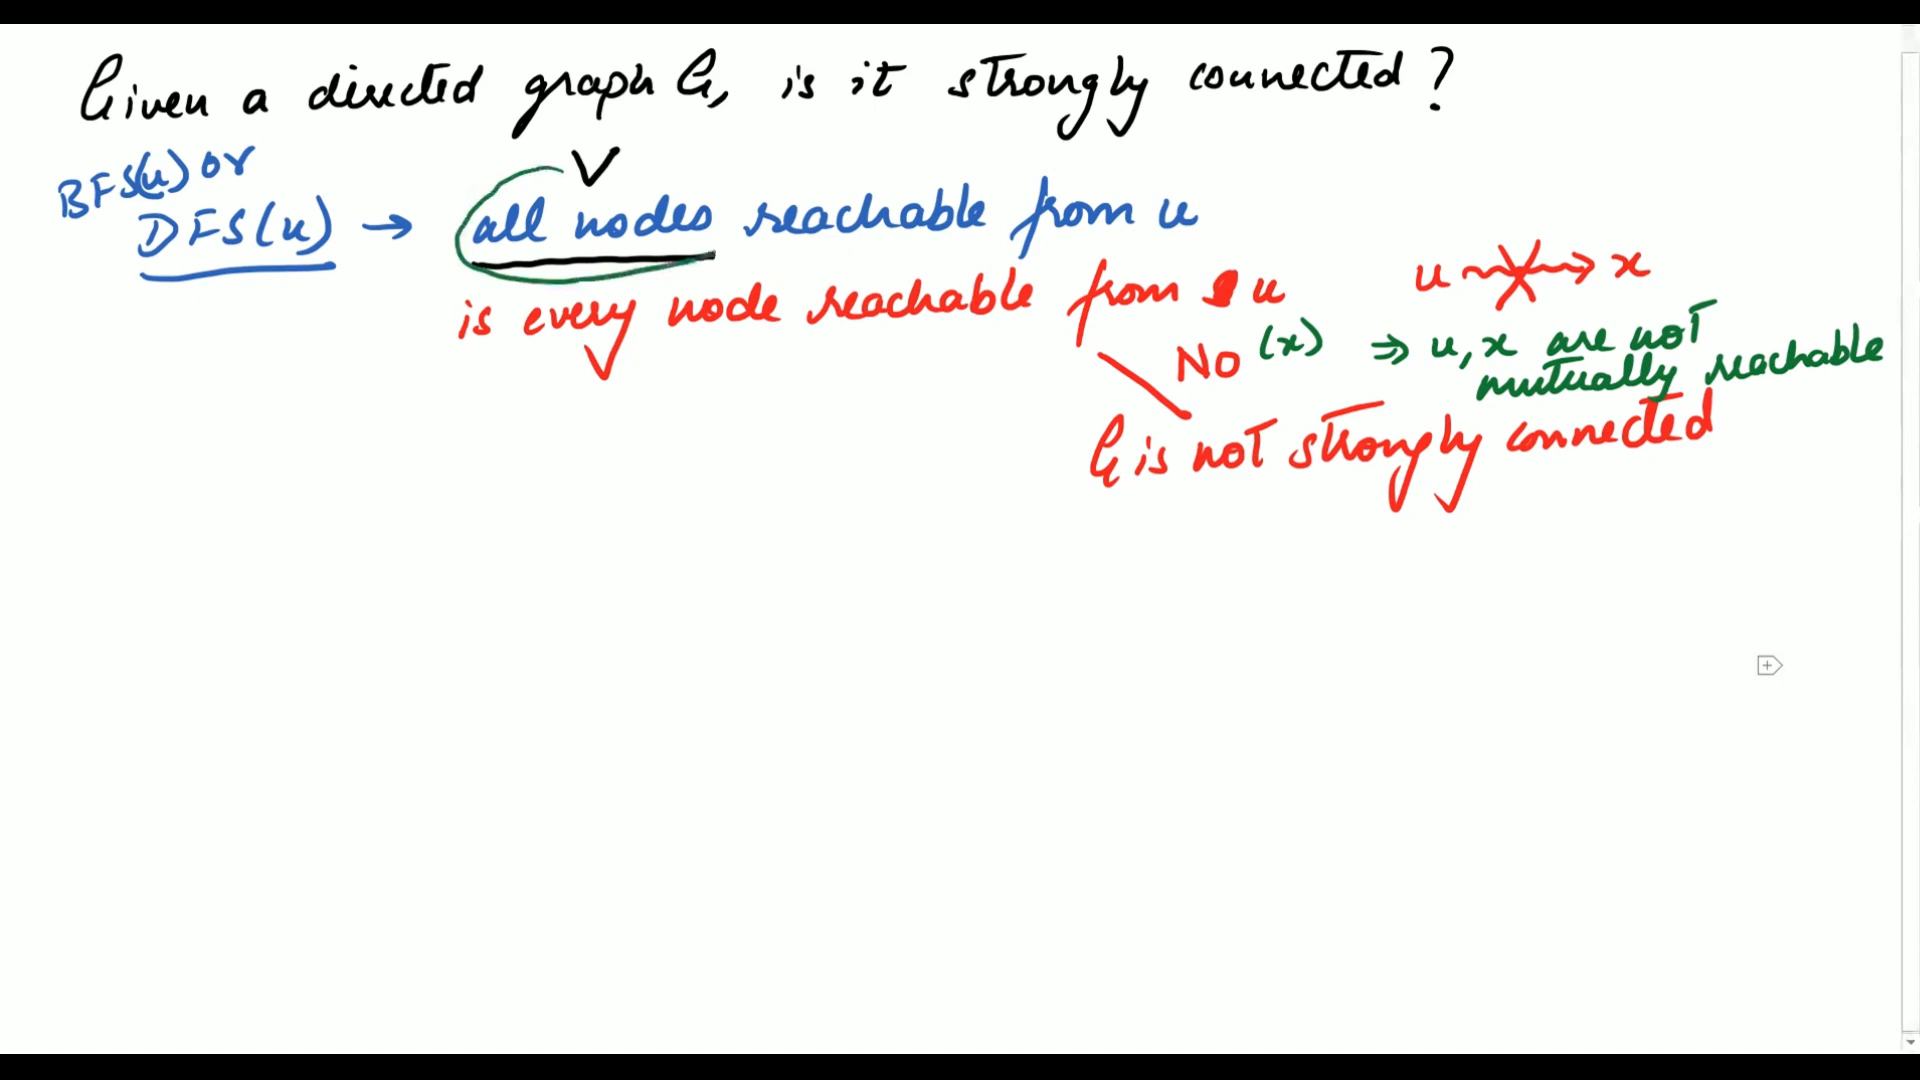 Given a directed graph G, is it strongly connected?
BFS(u) or
V
DFS(u) → all nodes reachable from u
is every node reachable from u
u x
NO (x) ⇒ u, x are not
mutually reachable
G is not strongly connected